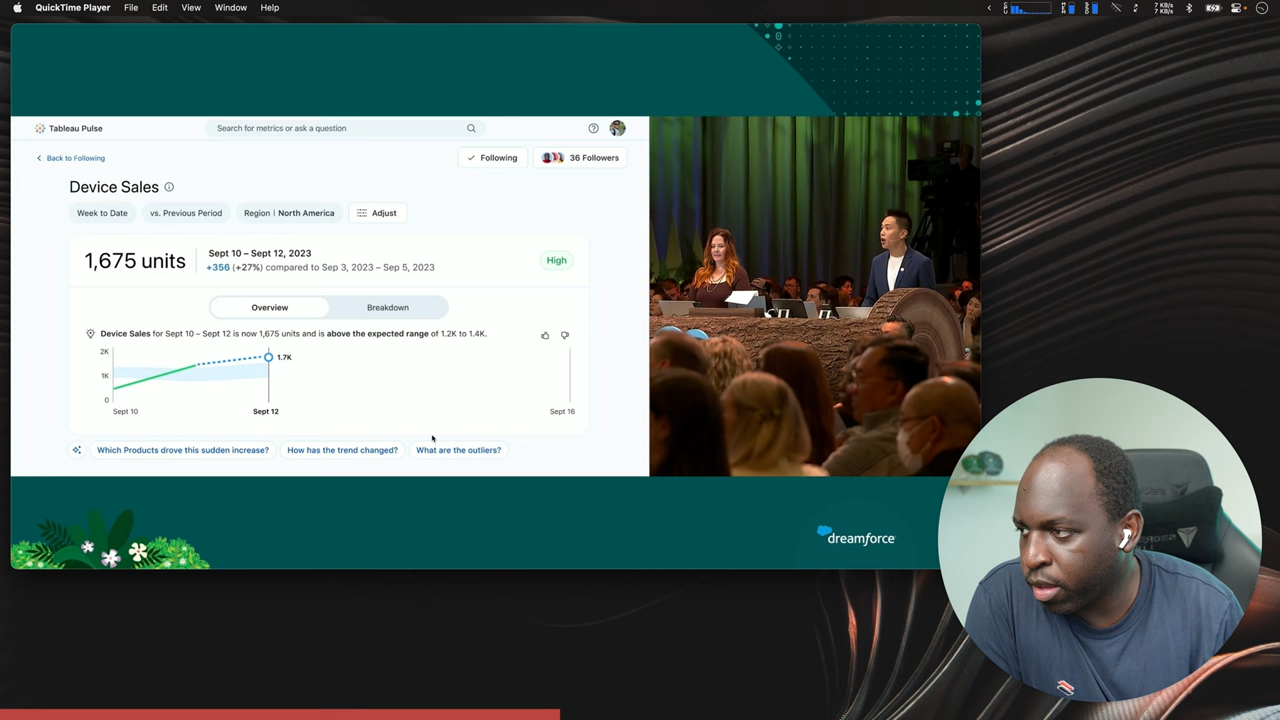 QuickTime Player File Edit View Window Help
7 KB/s
7 KB/s
Tableau Pulse
Search for metrics or ask a question
Back to Following
Following
36 Followers
Device Sales
Week to Date
vs. Previous Period
Region | North America
Adjust
1,675 units
Sept 10 – Sept 12, 2023
+356 (+27%) compared to Sep 3, 2023 – Sep 5, 2023
High
Overview
Breakdown
Device Sales for Sept 10 – Sept 12 is now 1,675 units and is above the expected range of 1.2K to 1.4K.
2K
1.7K
1K
0
Sept 10
Sept 12
Sept 16
Which Products drove this sudden increase?
How has the trend changed?
What are the outliers?
dreamforce